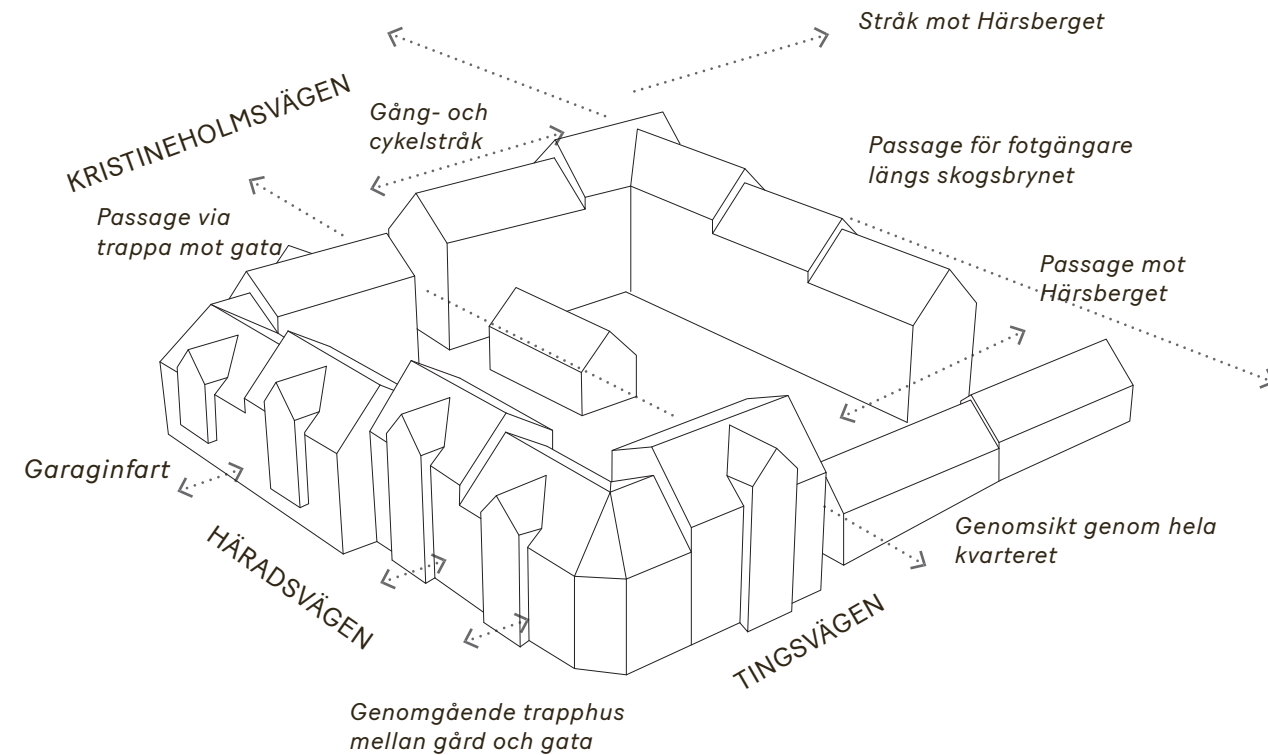 Stråk mot Härsberget
KRISTINEHOLMSVÄGEN
Gång- och
cykelstråk
Passage för fotgängare
längs skogsbrynet
Passage via
trappa mot gata
Passage mot
Härsberget
Garaginfart
Genomsikt genom hela
kvarteret
HÄRADSVÄGEN
TINGSVÄGEN
Genomgående trapphus
mellan gård och gata